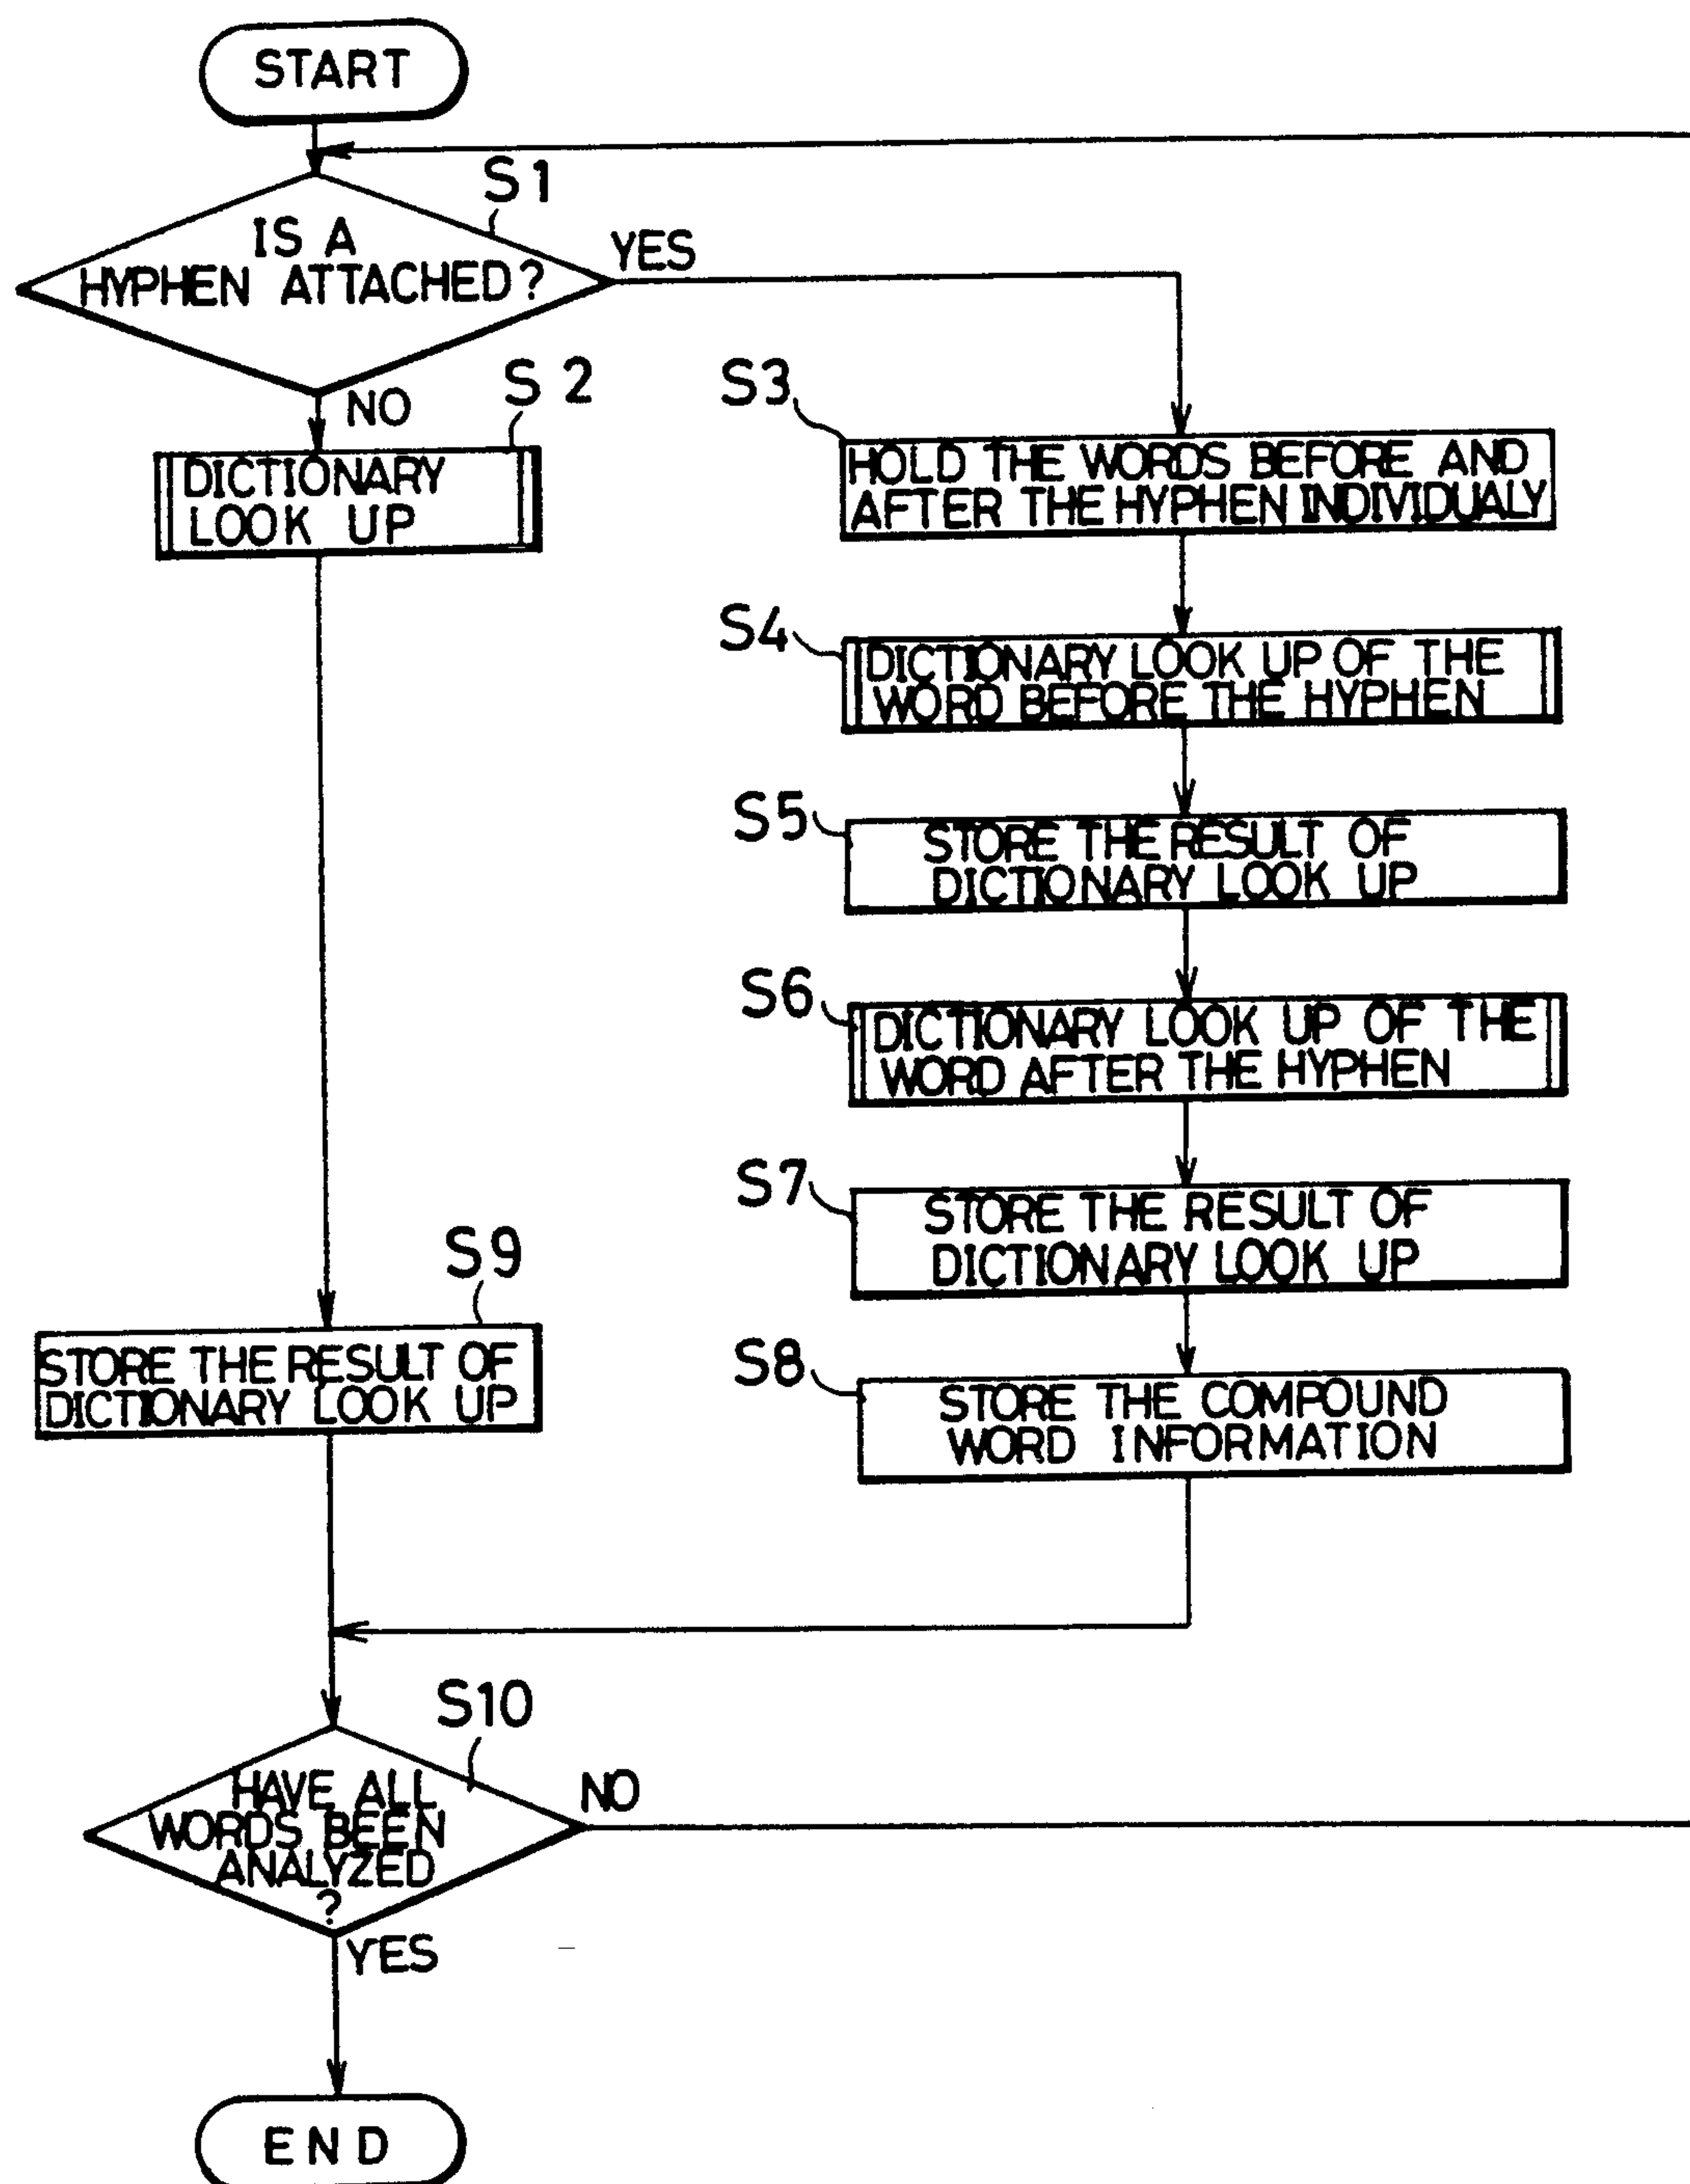 START
S1
IS A
HYPHEN ATTACHED?
YES
NO
S2
DICTIONARY
LOOK UP
S3
HOLD THE WORDS BEFORE AND
AFTER THE HYPHEN INDIVIDUALY
S4
DICTIONARY LOOK UP OF THE
WORD BEFORE THE HYPHEN
S5
STORE THE RESULT OF
DICTIONARY LOOK UP
S6
DICTIONARY LOOK UP OF THE
WORD AFTER THE HYPHEN
S7
STORE THE RESULT OF
DICTIONARY LOOK UP
S8
STORE THE COMPOUND
WORD INFORMATION
S9
STORE THE RESULT OF
DICTIONARY LOOK UP
S10
HAVE ALL
WORDS BEEN
ANALYZED
?
NO
YES
END